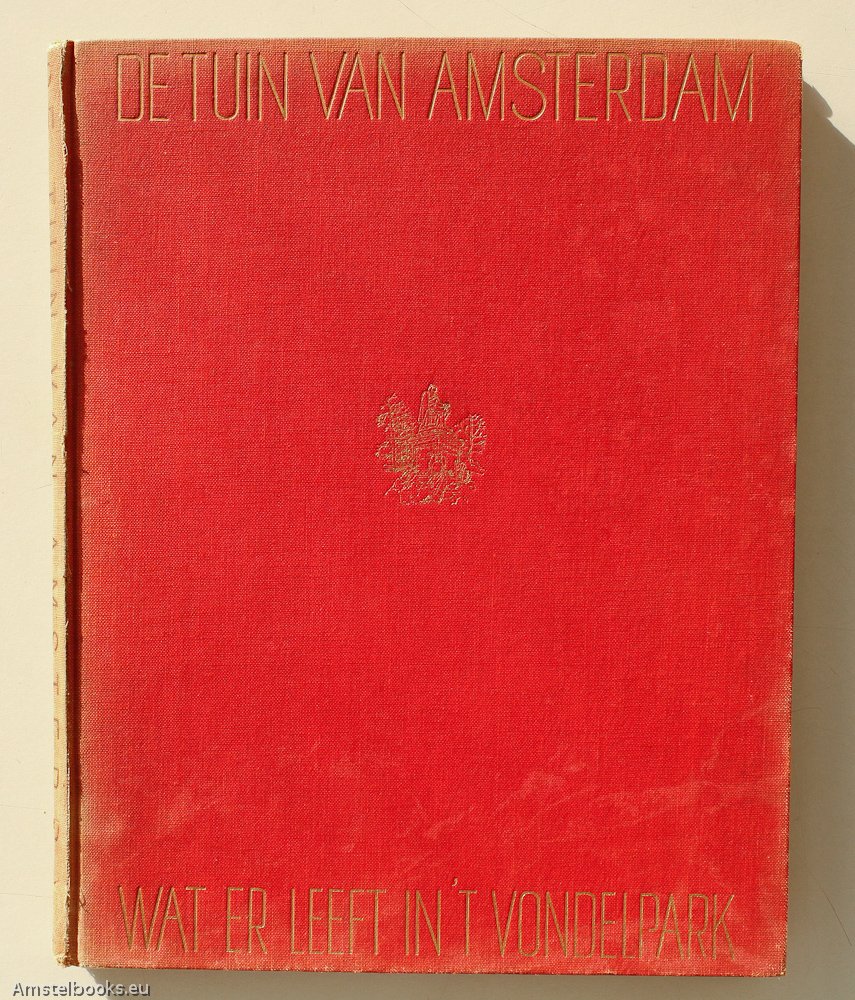 DE TUIN VAN AMSTERDAM
WAT ER LEEFT IN 'T VONDELPARK
Amstelbooks.eu